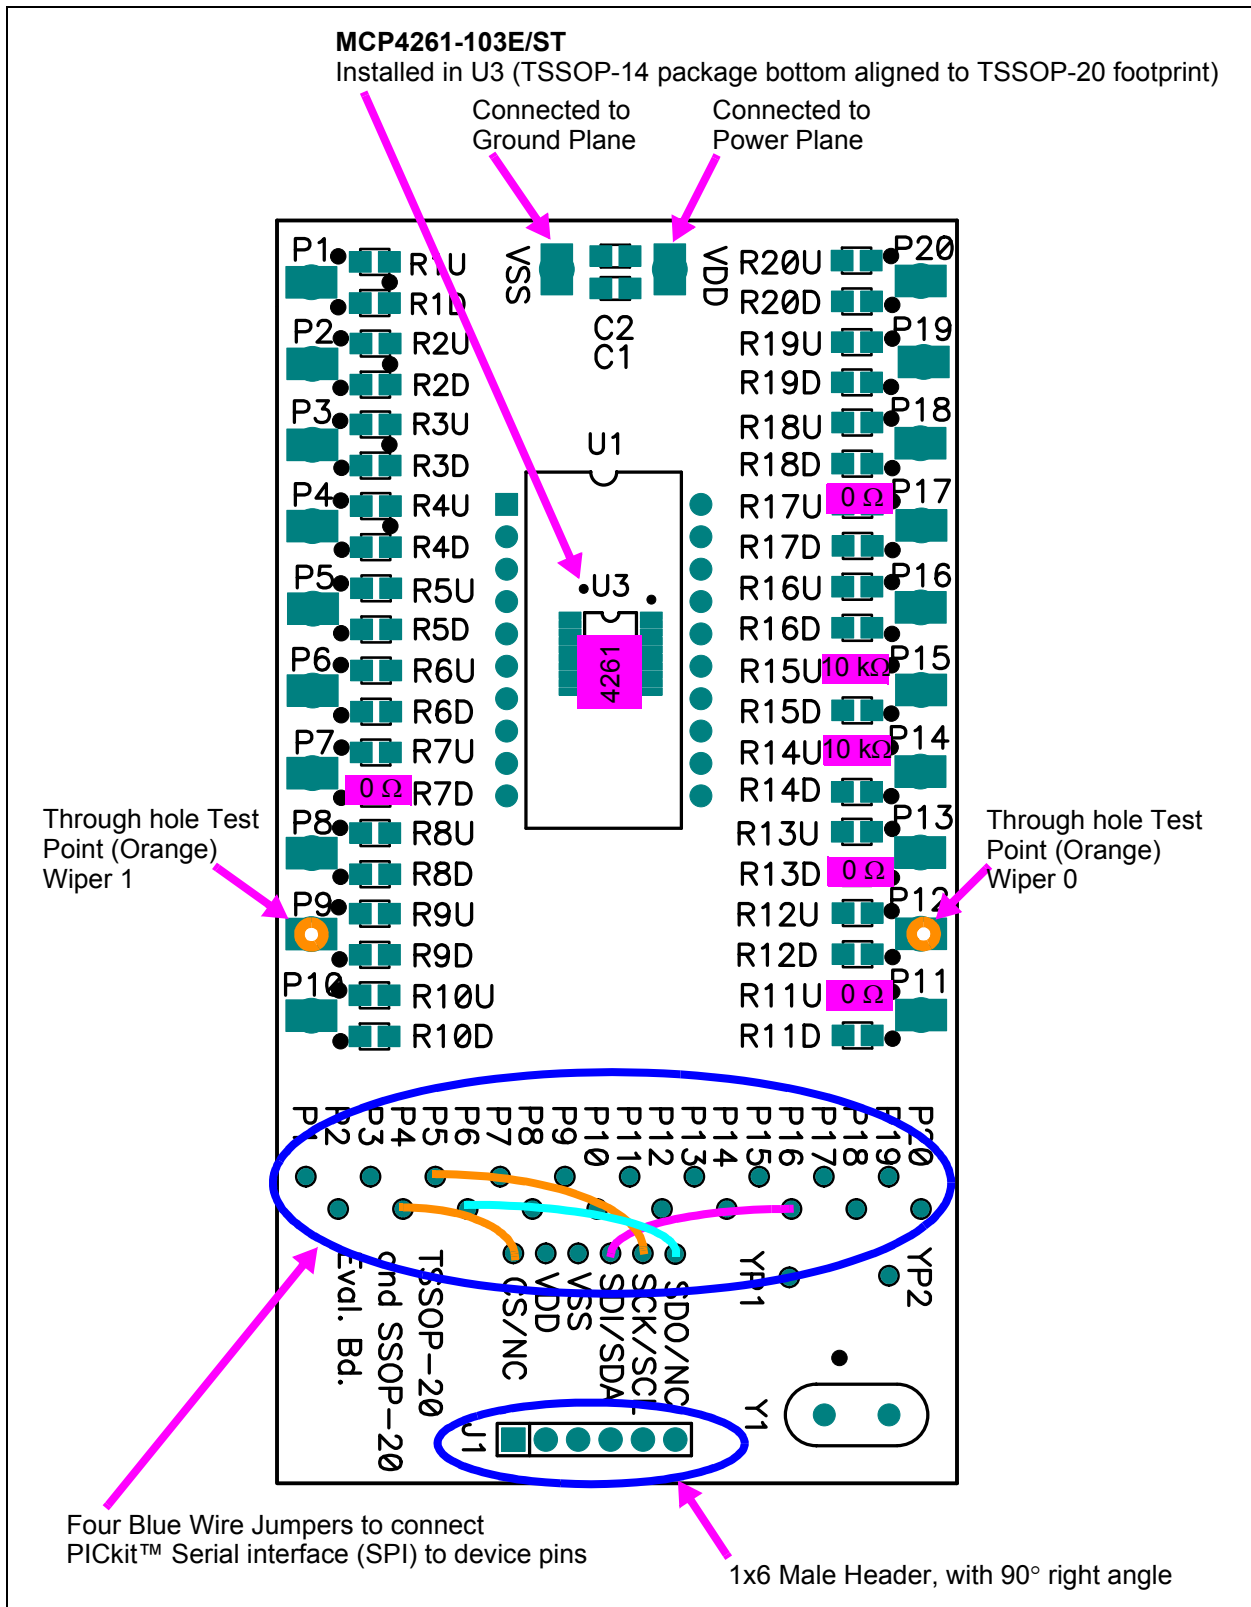 MCP4261-103E/ST
Installed in U3 (TSSOP-14 package bottom aligned to TSSOP-20 footprint)
Connected to
Ground Plane
Connected to
Power Plane
P1
R1U
VSS
VDD
R20U
P20
R1D
R20D
C2
C1
P2
R2U
R19U
P19
R2D
R19D
P3
R3U
R18U
P18
R3D
R18D
U1
P4
R4U
R17U
0 Ω
P17
R4D
R17D
P5
R5U
U3
R16U
P16
R5D
R16D
4261
P6
R6U
R15U
10 kΩ
P15
R6D
R15D
P7
R7U
R14U
10 kΩ
P14
0 Ω
R7D
R14D
Through hole Test
Point (Orange)
Wiper 1
P8
R8U
R13U
P13
R8D
R13D
0 Ω
Through hole Test
Point (Orange)
Wiper 0
P9
R9U
R12U
P12
R9D
R12D
P10
R10U
R11U
0 Ω
P11
R10D
R11D
P1
P2
P3
P4
P5
P6
P7
P8
P9
P10
P11
P12
P13
P14
P15
P16
P17
P18
P19
P20
TSSOP-20
and SSOP-20
Eval. Bd.
CS/NC
VDD
VSS
SDI/SDA
SCK/SCL
SDO/NC
YP1
YP2
J1
Y1
Four Blue Wire Jumpers to connect
PICkit™ Serial interface (SPI) to device pins
1x6 Male Header, with 90° right angle